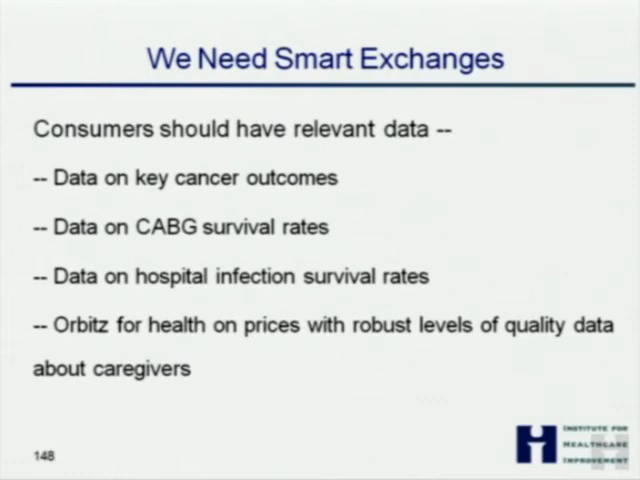 We Need Smart Exchanges
Consumers should have relevant data --
-- Data on key cancer outcomes
-- Data on CABG survival rates
-- Data on hospital infection survival rates
-- Orbitz for health on prices with robust levels of quality data
about caregivers
148
INSTITUTE FOR
HEALTHCARE
IMPROVEMENT